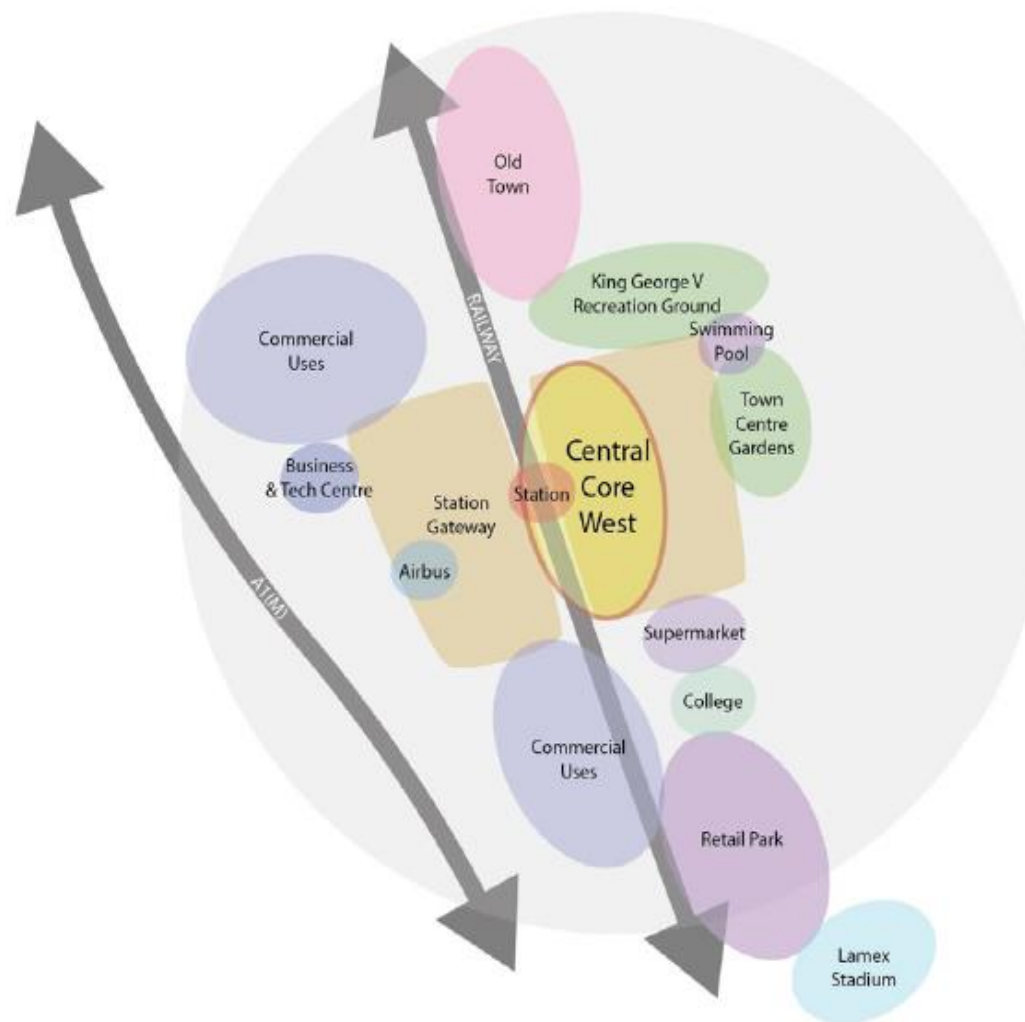 Old
Town
King George V
Recreation Ground
RAILWAY
Swimming
Pool
Commercial
Uses
Town
Centre
Gardens
Central
Core
West
Business
& Tech Centre
Station
Station
Gateway
Airbus
A1(M)
Supermarket
College
Commercial
Uses
Retail Park
Lamex
Stadium